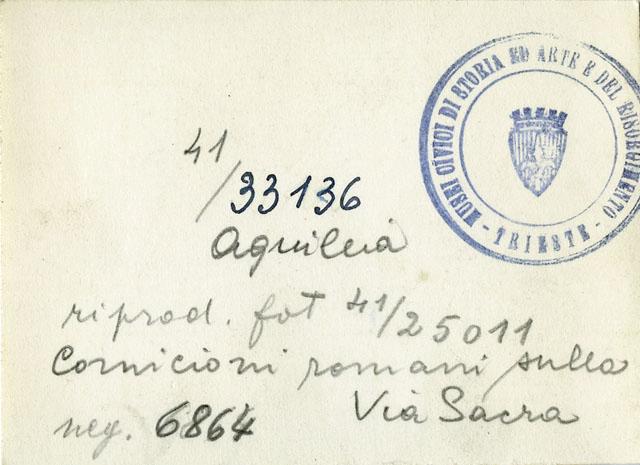 MUSEI CIVICI DI STORIA ED ARTE E DEL RISORGIMENTO
- TRIESTE -
41/33136
Aquileia
riprod. fot 41/25011
Cornicioni romani sulla
Via Sacra
neg. 6864